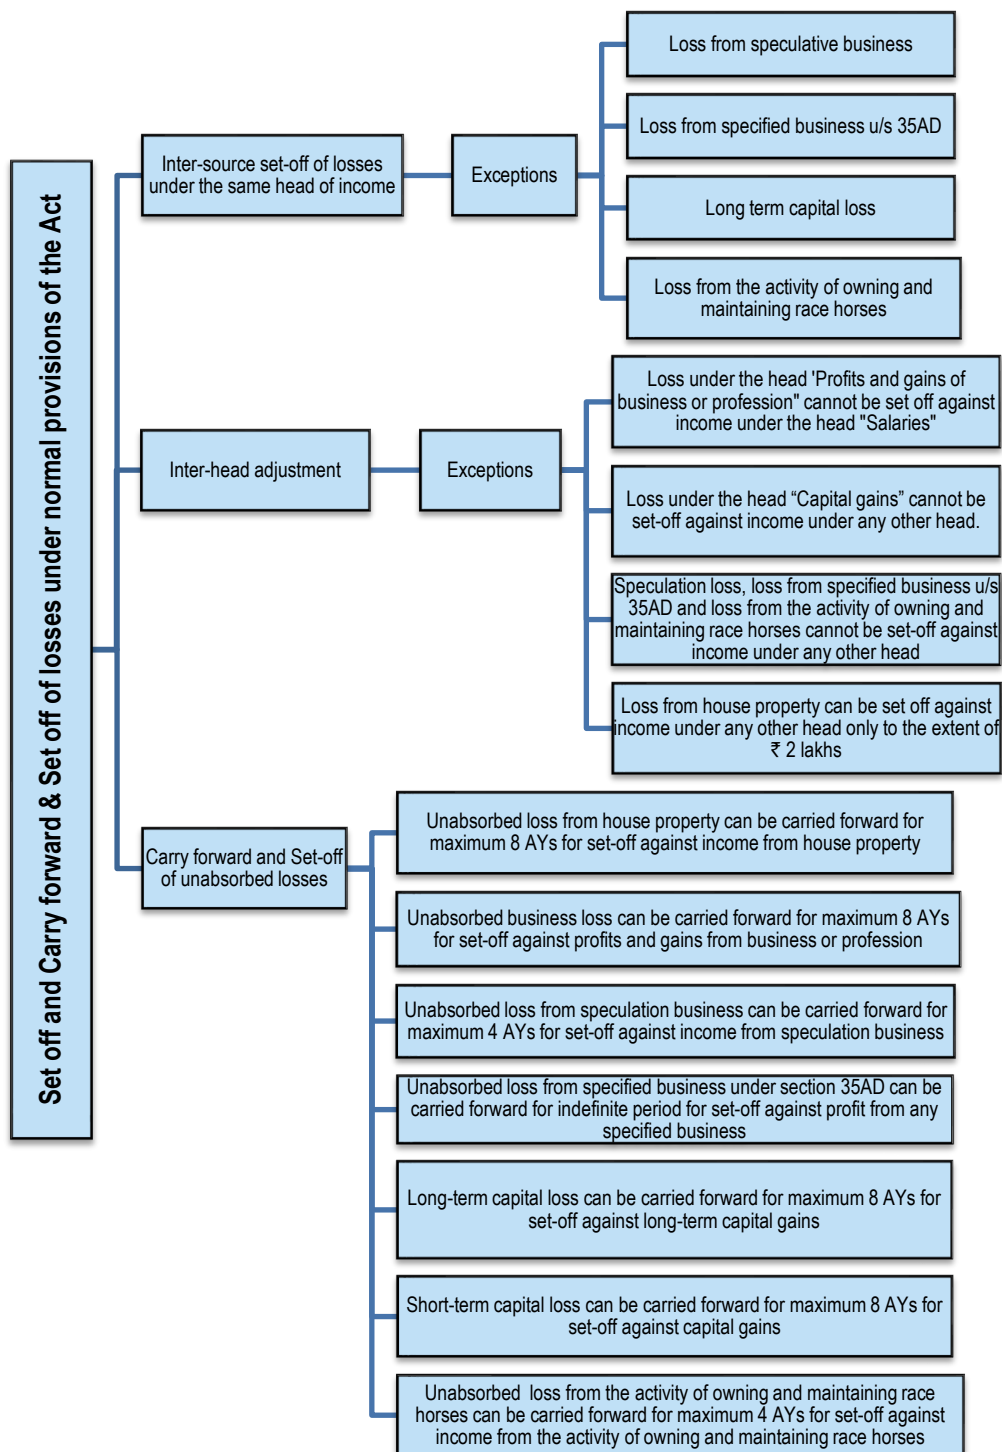 Set off and Carry forward & Set off of losses under normal provisions of the Act
Inter-source set-off of losses
under the same head of income
Exceptions
Loss from speculative business
Loss from specified business u/s 35AD
Long term capital loss
Loss from the activity of owning and
maintaining race horses
Inter-head adjustment
Exceptions
Loss under the head 'Profits and gains of
business or profession" cannot be set off against
income under the head "Salaries"
Loss under the head “Capital gains” cannot be
set-off against income under any other head.
Speculation loss, loss from specified business u/s
35AD and loss from the activity of owning and
maintaining race horses cannot be set-off against
income under any other head
Loss from house property can be set off against
income under any other head only to the extent of
₹ 2 lakhs
Carry forward and Set-off
of unabsorbed losses
Unabsorbed loss from house property can be carried forward for
maximum 8 AYs for set-off against income from house property
Unabsorbed business loss can be carried forward for maximum 8 AYs
for set-off against profits and gains from business or profession
Unabsorbed loss from speculation business can be carried forward for
maximum 4 AYs for set-off against income from speculation business
Unabsorbed loss from specified business under section 35AD can be
carried forward for indefinite period for set-off against profit from any
specified business
Long-term capital loss can be carried forward for maximum 8 AYs for
set-off against long-term capital gains
Short-term capital loss can be carried forward for maximum 8 AYs for
set-off against capital gains
Unabsorbed loss from the activity of owning and maintaining race
horses can be carried forward for maximum 4 AYs for set-off against
income from the activity of owning and maintaining race horses